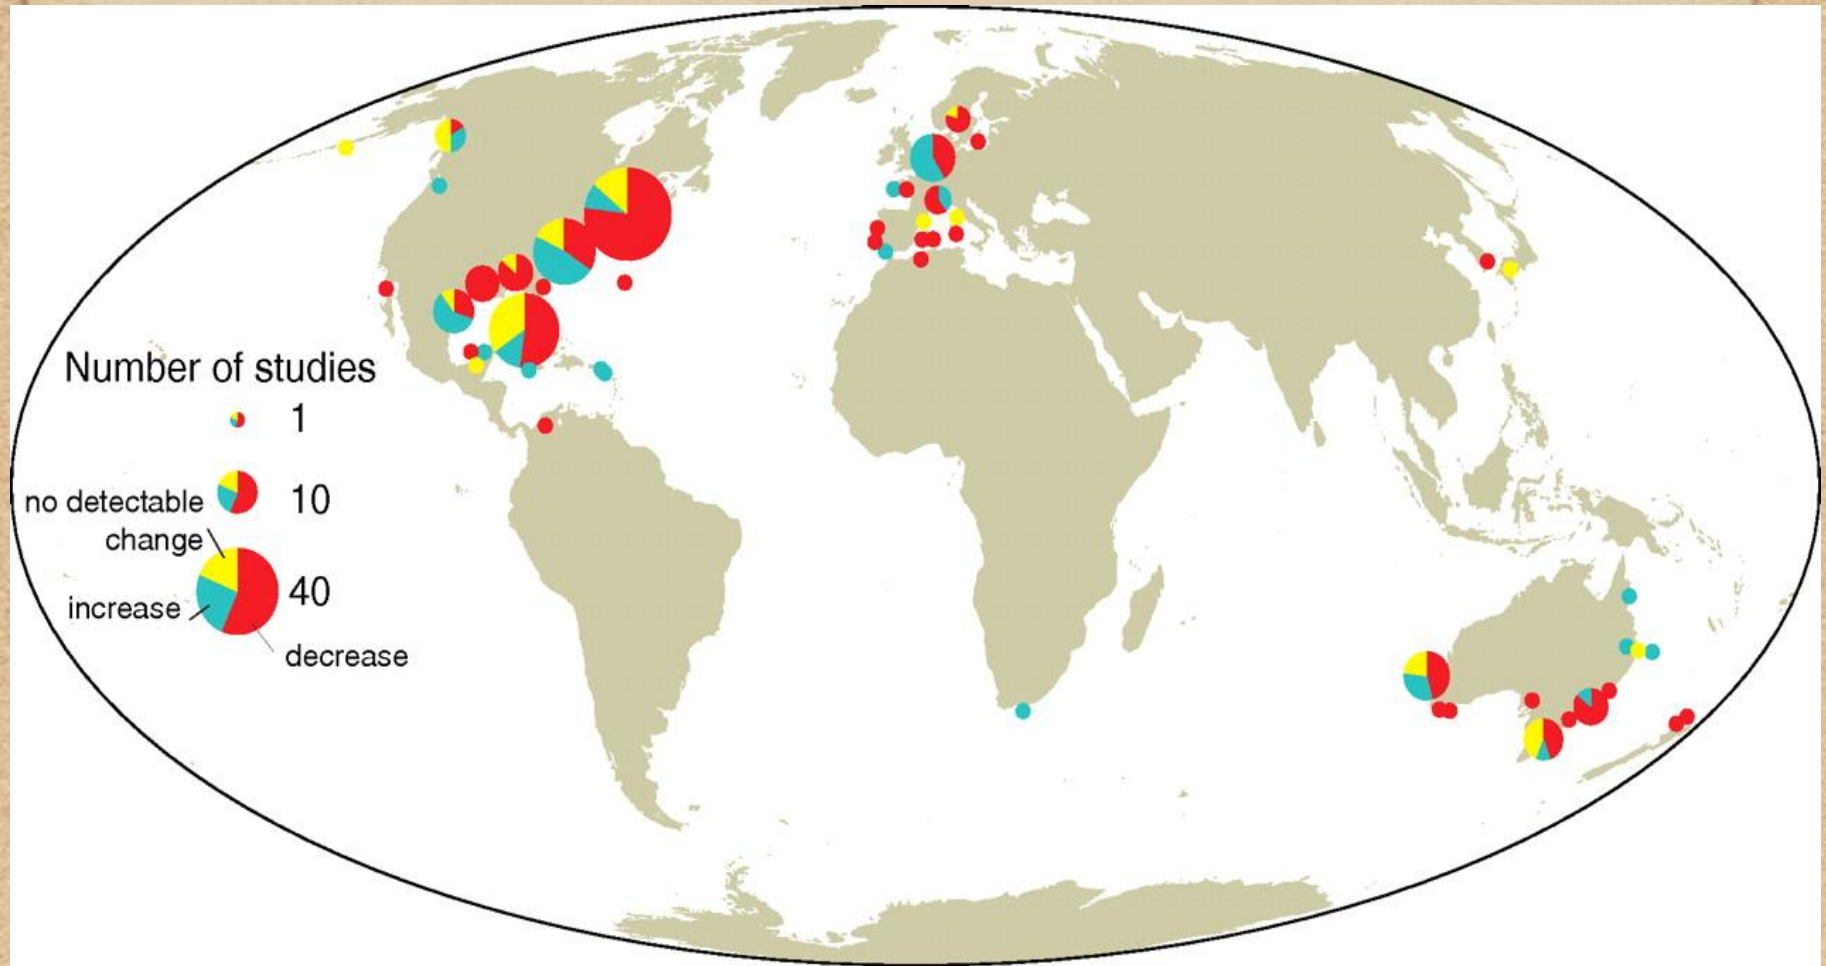 Number of studies
1
no detectable
change
10
increase
40
decrease